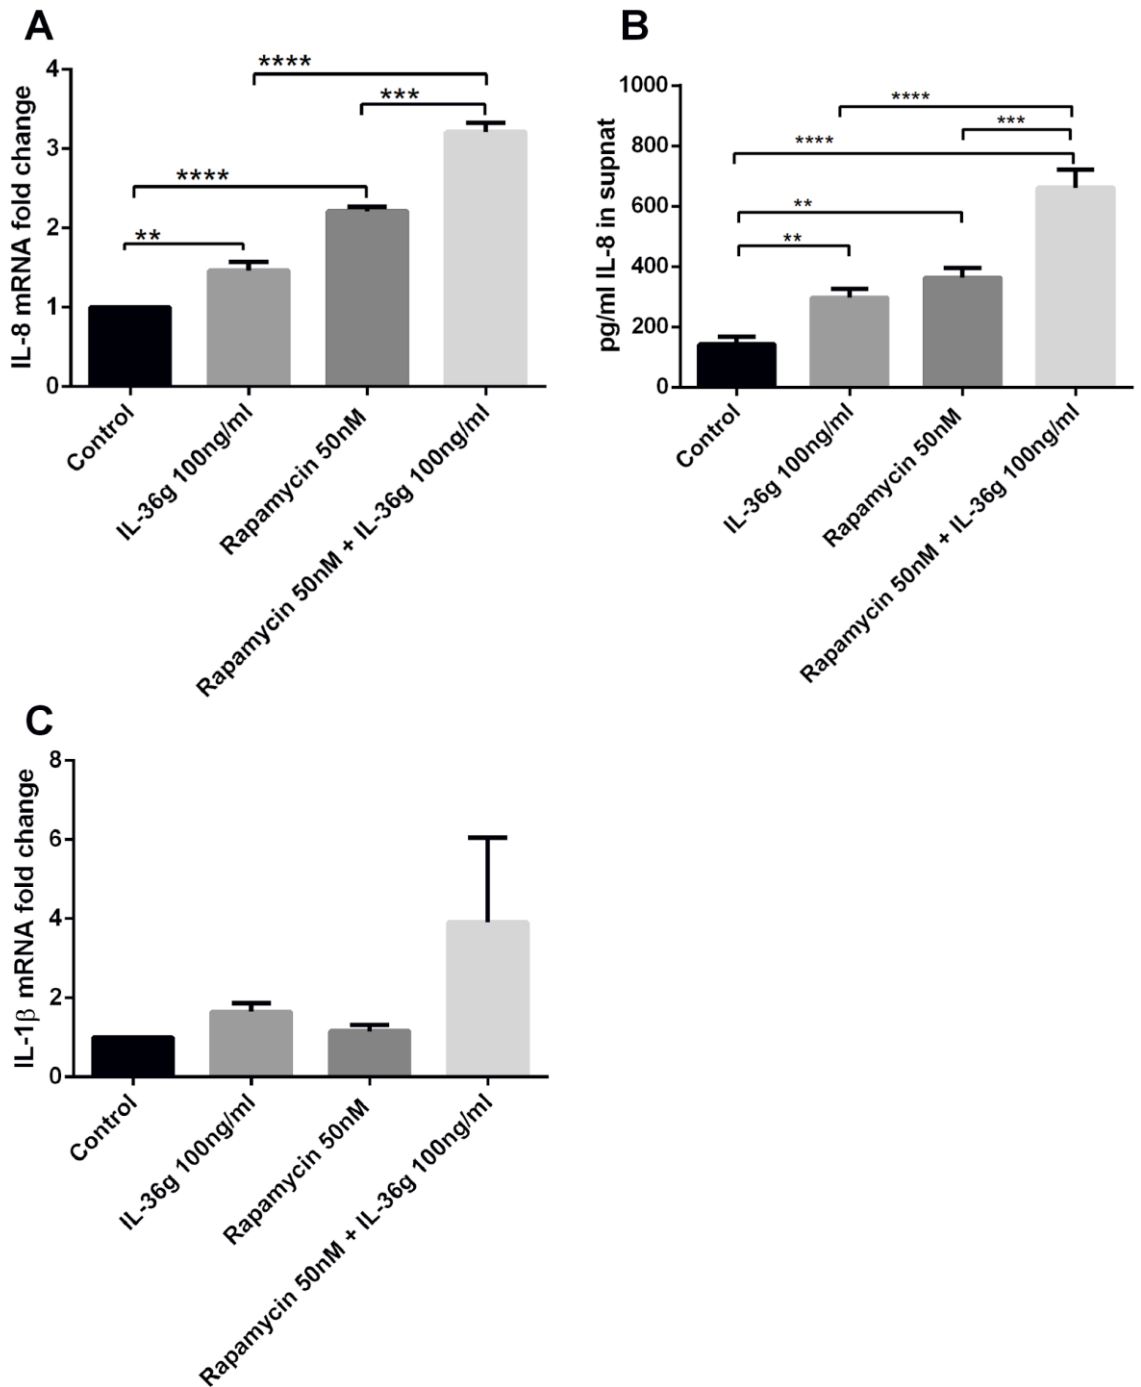 A
IL-8 mRNA fold change
4
3
2
1
0
**
****
***
****
Control
IL-36g 100ng/ml
Rapamycin 50nM
Rapamycin 50nM + IL-36g 100ng/ml
B
pg/ml IL-8 in supnat
1000
800
600
400
200
0
**
**
****
***
****
Control
IL-36g 100ng/ml
Rapamycin 50nM
Rapamycin 50nM + IL-36g 100ng/ml
C
IL-1β mRNA fold change
8
6
4
2
0
Control
IL-36g 100ng/ml
Rapamycin 50nM
Rapamycin 50nM + IL-36g 100ng/ml